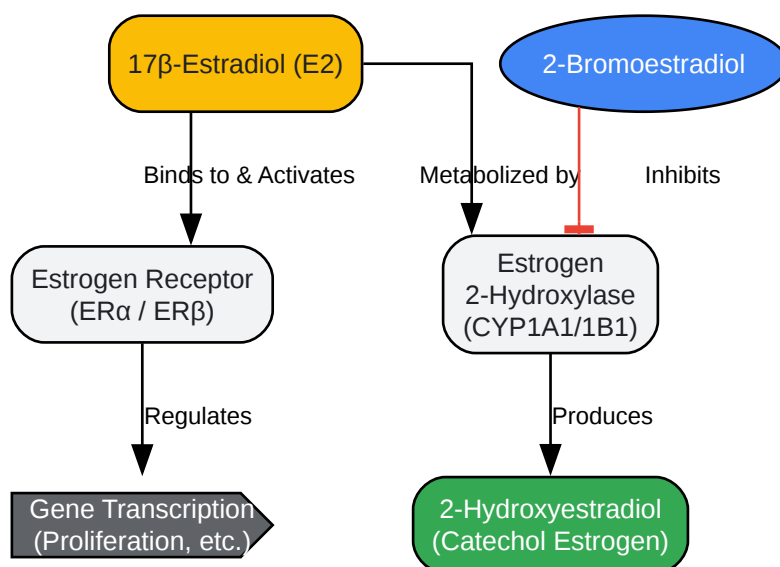 17β-Estradiol (E2)
2-Bromoestradiol
Binds to & Activates
Metabolized by
Inhibits
Estrogen Receptor
(ERα / ERβ)
Estrogen
2-Hydroxylase
(CYP1A1/1B1)
Regulates
Produces
Gene Transcription
(Proliferation, etc.)
2-Hydroxyestradiol
(Catechol Estrogen)